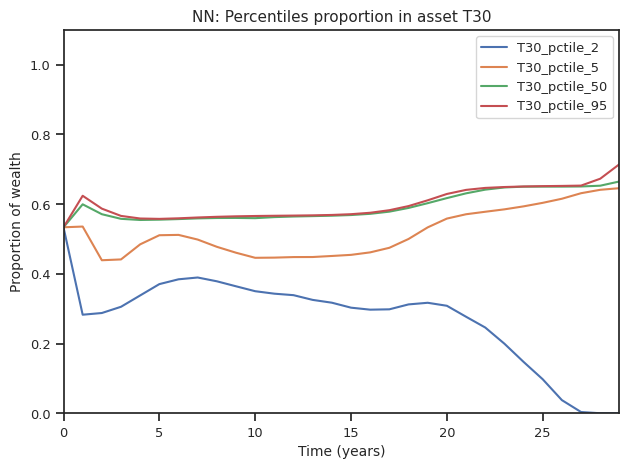 NN: Percentiles proportion in asset T30
T30_pctile_2
T30_pctile_5
T30_pctile_50
T30_pctile_95
Proportion of wealth
1.0
0.8
0.6
0.4
0.2
0.0
0 5 10 15 20 25
Time (years)